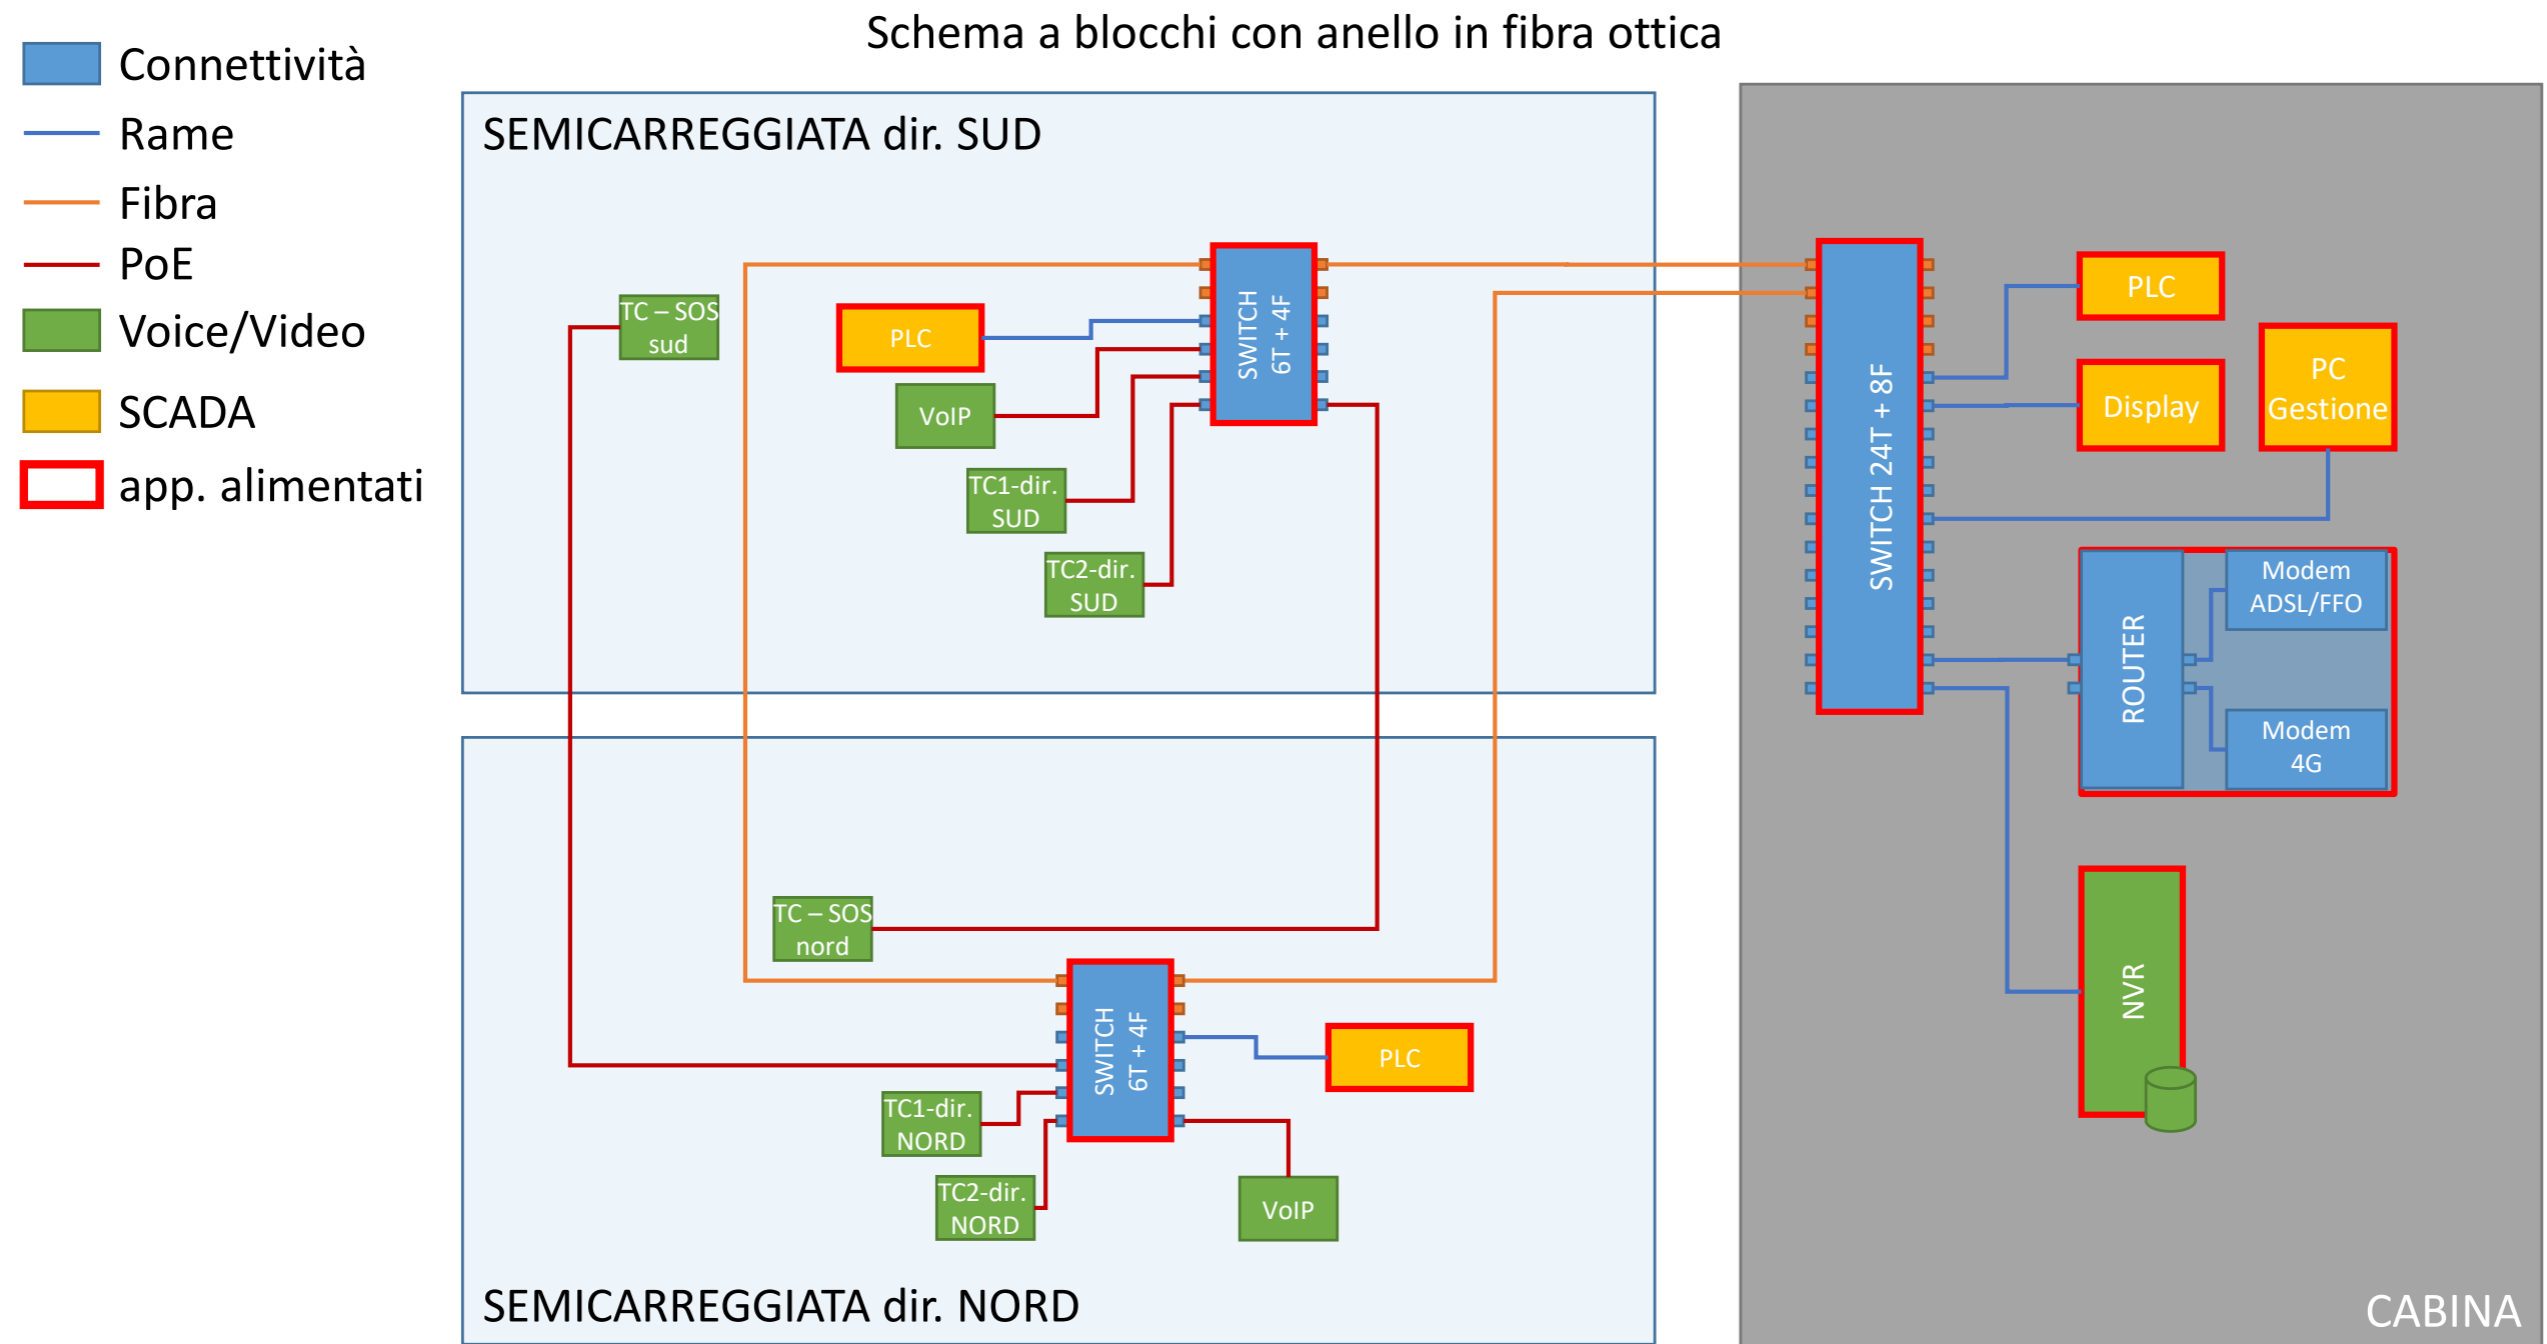 Schema a blocchi con anello in fibra ottica
Connettività
Rame
Fibra
PoE
Voice/Video
SCADA
app. alimentati
SEMICARREGGIATA dir. SUD
TC – SOS
sud
PLC
VoIP
TC1-dir.
SUD
TC2-dir.
SUD
SWITCH
6T + 4F
SEMICARREGGIATA dir. NORD
TC – SOS
nord
SWITCH
6T + 4F
PLC
TC1-dir.
NORD
TC2-dir.
NORD
VoIP
SWITCH 24T + 8F
PLC
Display
PC
Gestione
ROUTER
Modem
ADSL/FFO
Modem
4G
NVR
CABINA